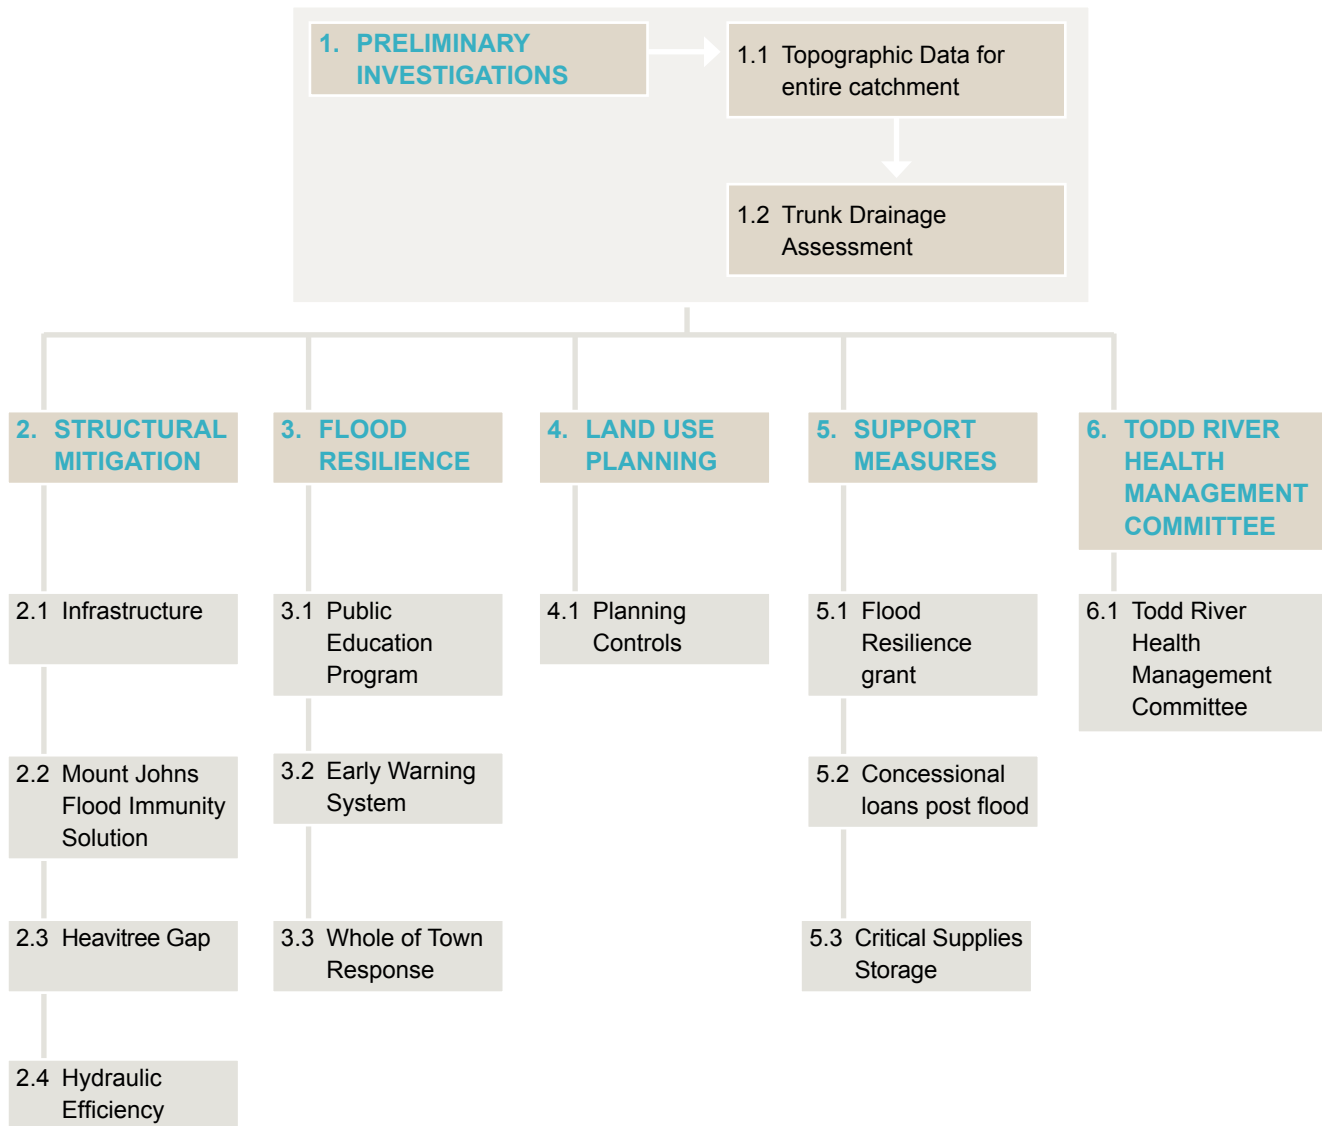 1. PRELIMINARY
INVESTIGATIONS
1.1 Topographic Data for
entire catchment
1.2 Trunk Drainage
Assessment
2. STRUCTURAL
MITIGATION
2.1 Infrastructure
2.2 Mount Johns
Flood Immunity
Solution
2.3 Heavitree Gap
2.4 Hydraulic
Efficiency
3. FLOOD
RESILIENCE
3.1 Public
Education
Program
3.2 Early Warning
System
3.3 Whole of Town
Response
4. LAND USE
PLANNING
4.1 Planning
Controls
5. SUPPORT
MEASURES
5.1 Flood
Resilience
grant
5.2 Concessional
loans post flood
5.3 Critical Supplies
Storage
6. TODD RIVER
HEALTH
MANAGEMENT
COMMITTEE
6.1 Todd River
Health
Management
Committee